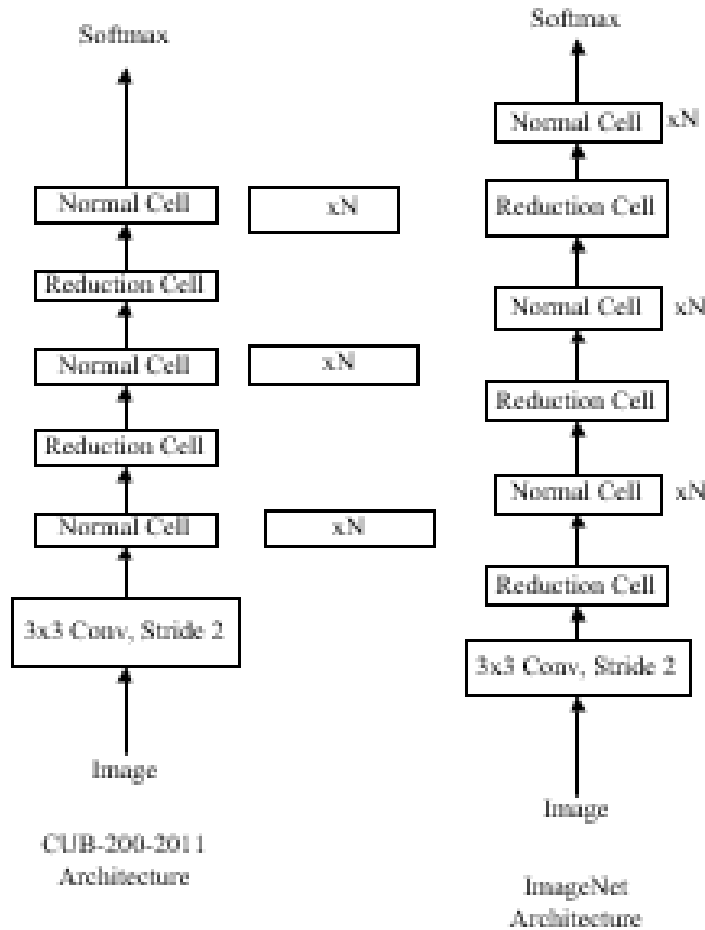 Softmax
Normal Cell
xN
Reduction Cell
Normal Cell
xN
Reduction Cell
Normal Cell
xN
3x3 Conv, Stride 2
Image
CUB-200-2011
Architecture
Softmax
Normal Cell
xN
Reduction Cell
Normal Cell
xN
Reduction Cell
Normal Cell
xN
Reduction Cell
3x3 Conv, Stride 2
Image
ImageNet
Architecture